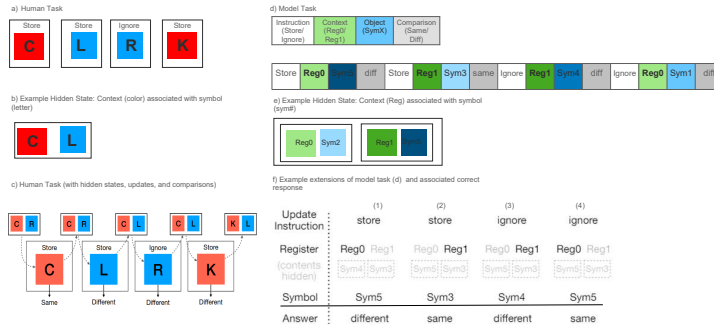 a) Human Task
Store Store Ignore Store
C L R K
b) Example Hidden State: Context (color) associated with symbol
(letter)
C L
c) Human Task (with hidden states, updates, and comparisons)
C R C R C L C L K L
Store Store Ignore Store
C L R K
Same Different Different Different
d) Model Task
Instruction Context Object Comparison
(Store/ (Reg0/ (SymX) (Same/
Ignore) Reg1) Diff)
Store Reg0 diff Store Reg1 Sym3 same Ignore Reg1 Sym4 diff Ignore Reg0 Sym1 diff
e) Example Hidden State: Context (Reg) associated with symbol
(sym#)
Reg0 Sym2 Reg1
f) Example extensions of model task (d) and associated correct
response
(1) (2) (3) (4)
Update
Instruction store store ignore ignore
Register Reg0 Reg1 Reg0 Reg1 Reg0 Reg1 Reg0 Reg1
(contents
hidden) Sym4 Sym3 Sym5 Sym3 Sym5 Sym3 Sym5 Sym3
Symbol Sym5 Sym3 Sym4 Sym5
Answer different same different same